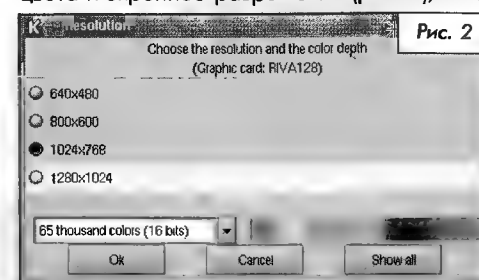 Рис. 2
Resolution
Choose the resolution and the color depth
(Graphic card: RIVA128)
640x480
800x600
1024x768
1280x1024
65 thousand colors (16 bits)
Ok Cancel Show all